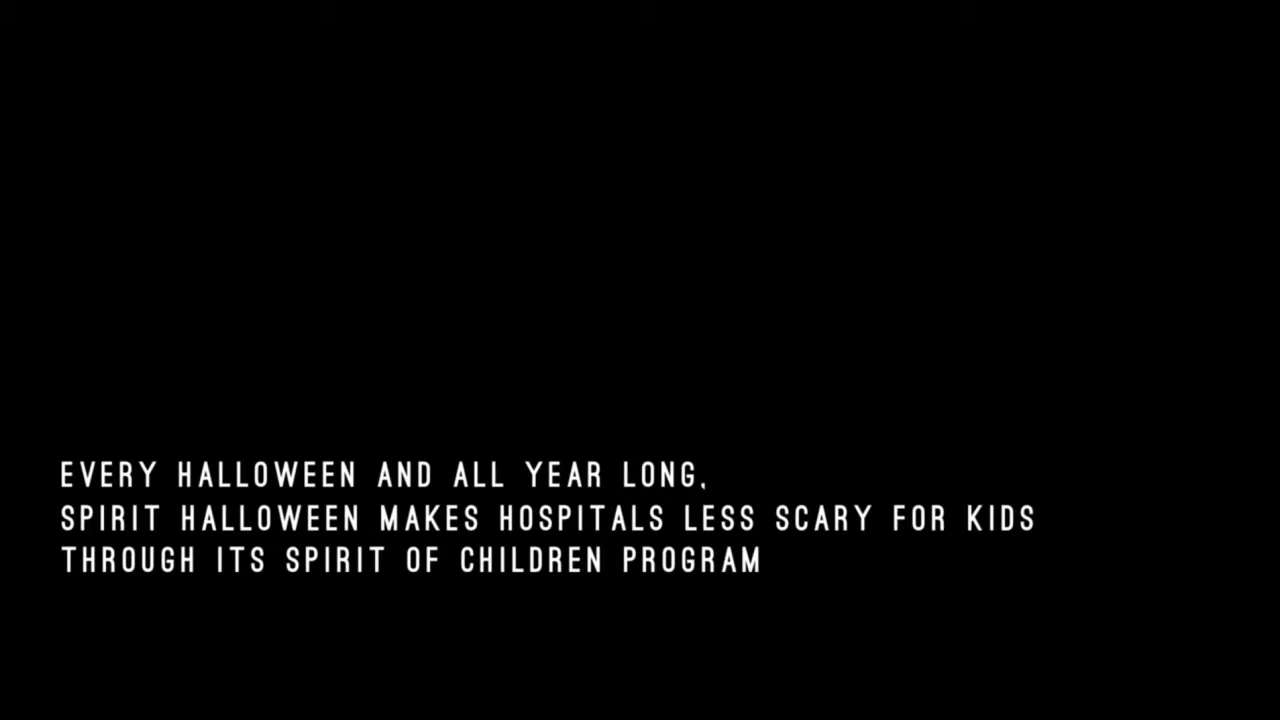 EVERY HALLOWEEN AND ALL YEAR LONG,
SPIRIT HALLOWEEN MAKES HOSPITALS LESS SCARY FOR KIDS
THROUGH ITS SPIRIT OF CHILDREN PROGRAM